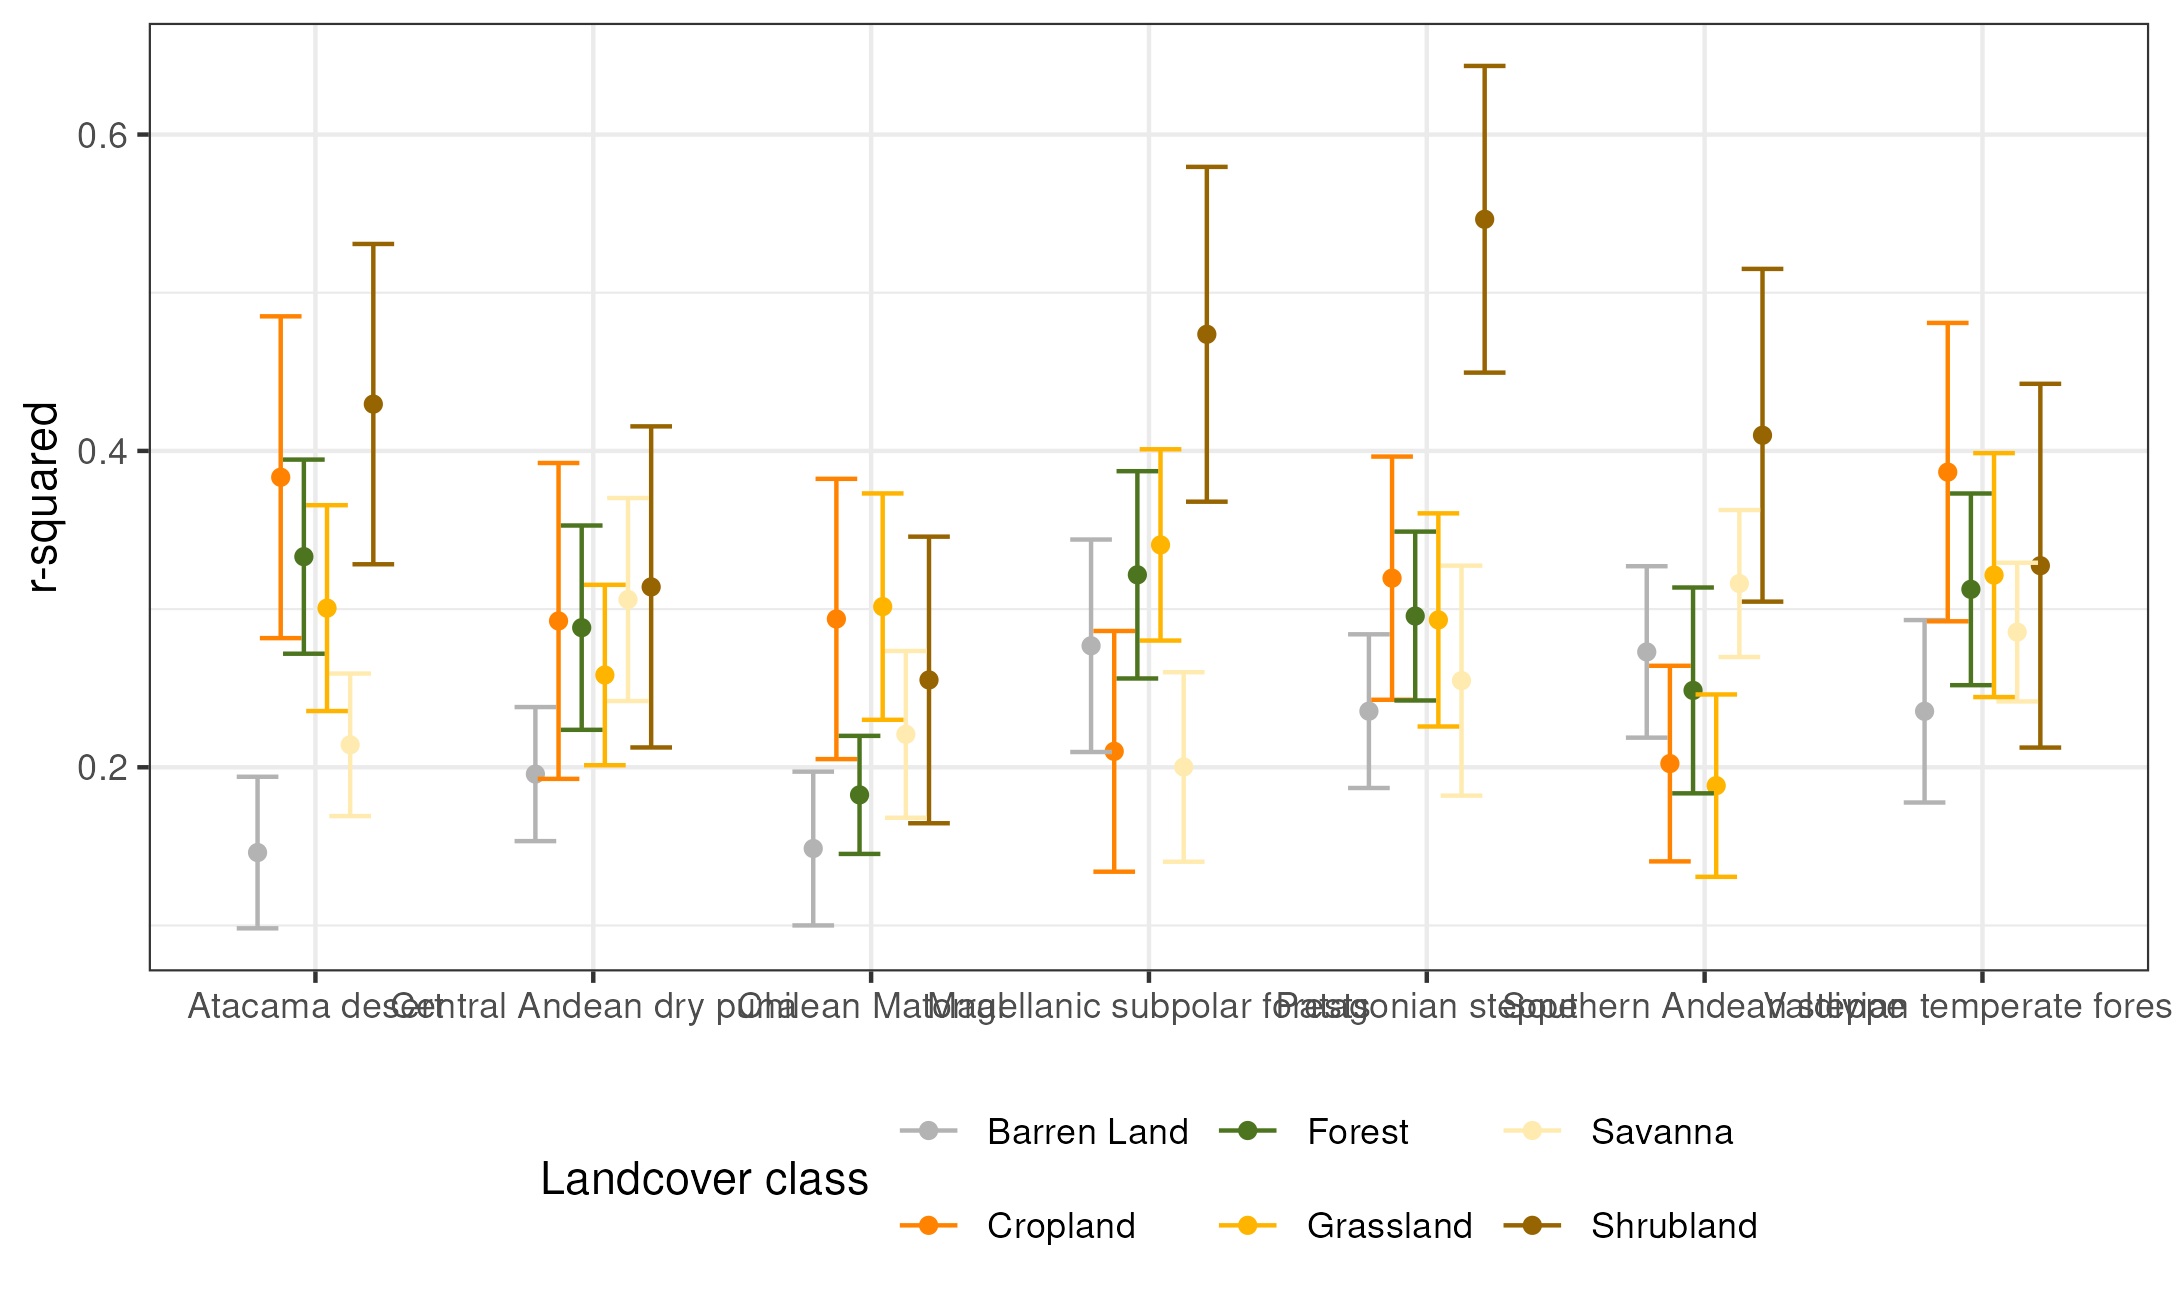 0.6
0.4
0.2
r-squared
Atacama desert
Central Andean dry puna
Chilean Matorral
Magellanic subpolar forests
Patagonian steppe
Southern Andean steppe
Valdivian temperate fores
Landcover class
Barren Land
Forest
Savanna
Cropland
Grassland
Shrubland